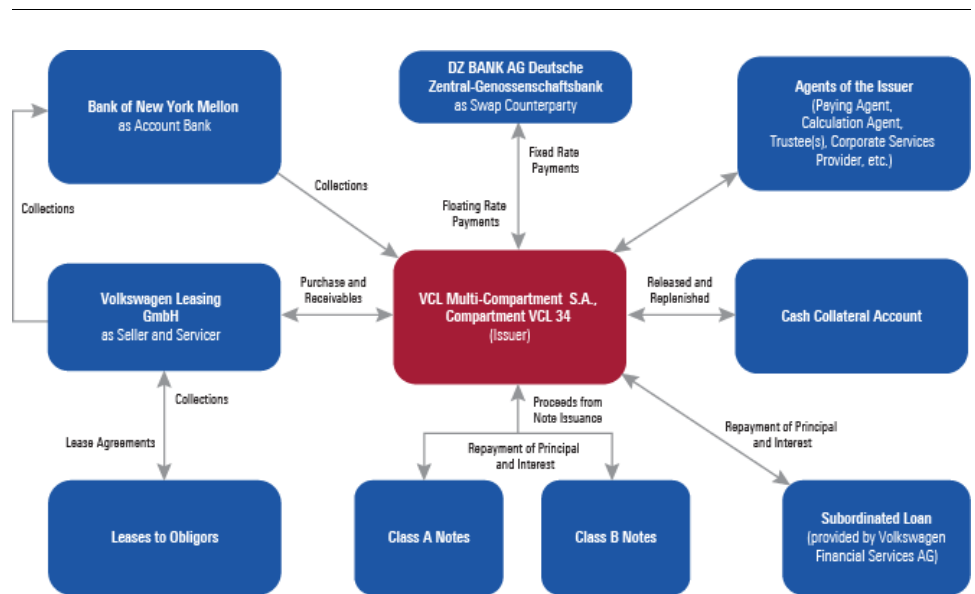 Bank of New York Mellon
as Account Bank
DZ BANK AG Deutsche
Zentral-Genossenschaftsbank
as Swap Counterparty
Agents of the Issuer
(Paying Agent,
Calculation Agent,
Trustee(s), Corporate Services
Provider, etc.)
Fixed Rate
Payments
Collections
Collections
Floating Rate
Payments
Volkswagen Leasing
GmbH
as Seller and Servicer
Purchase and
Receivables
VCL Multi-Compartment S.A.,
Compartment VCL 34
(Issuer)
Released and
Replenished
Cash Collateral Account
Collections
Lease Agreements
Proceeds from
Note Issuance
Repayment of Principal
and Interest
Repayment of Principal
and Interest
Leases to Obligors
Class A Notes
Class B Notes
Subordinated Loan
(provided by Volkswagen
Financial Services AG)